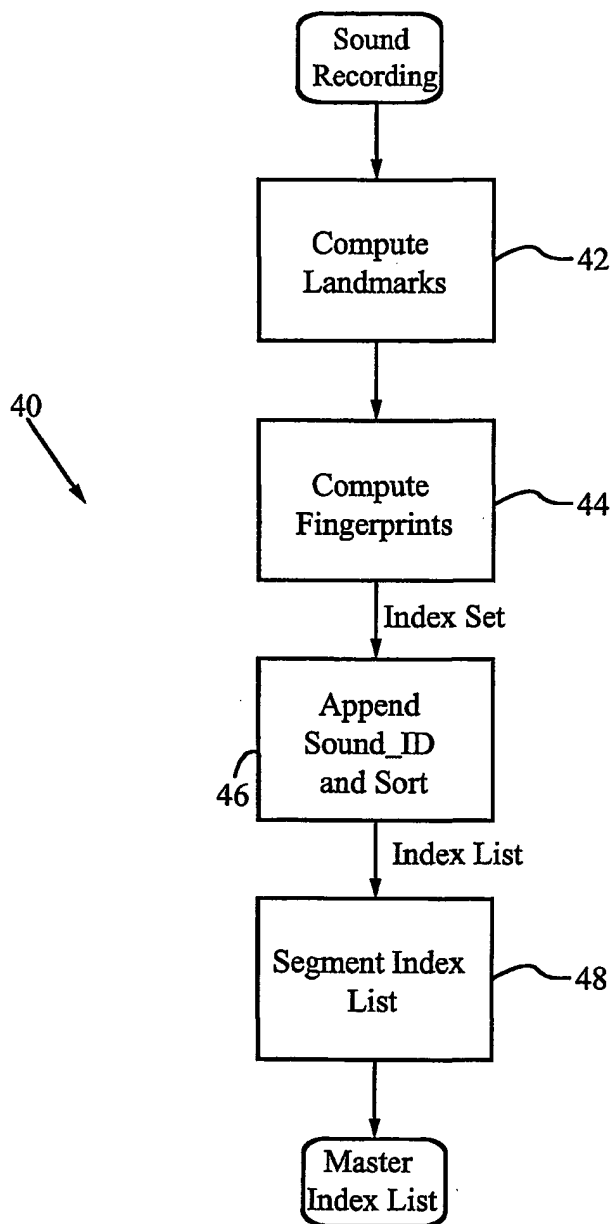 Sound
Recording
Compute
Landmarks
42
40
Compute
Fingerprints
44
Index Set
Append
Sound_ID
and Sort
46
Index List
Segment Index
List
48
Master
Index List